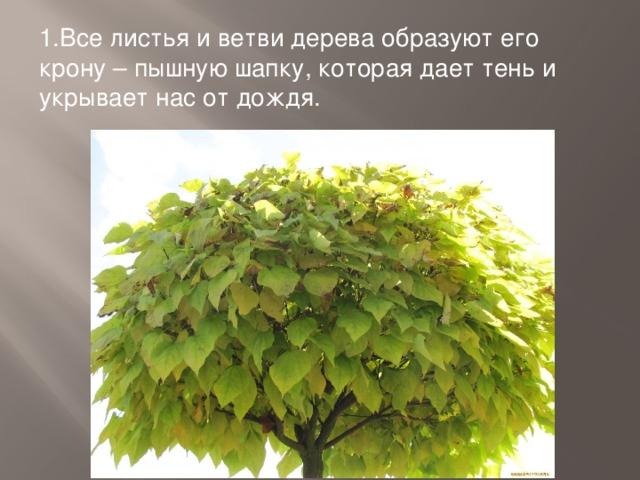 1.Все листья и ветви дерева образуют его
крону – пышную шапку, которая дает тень и
укрывает нас от дождя.